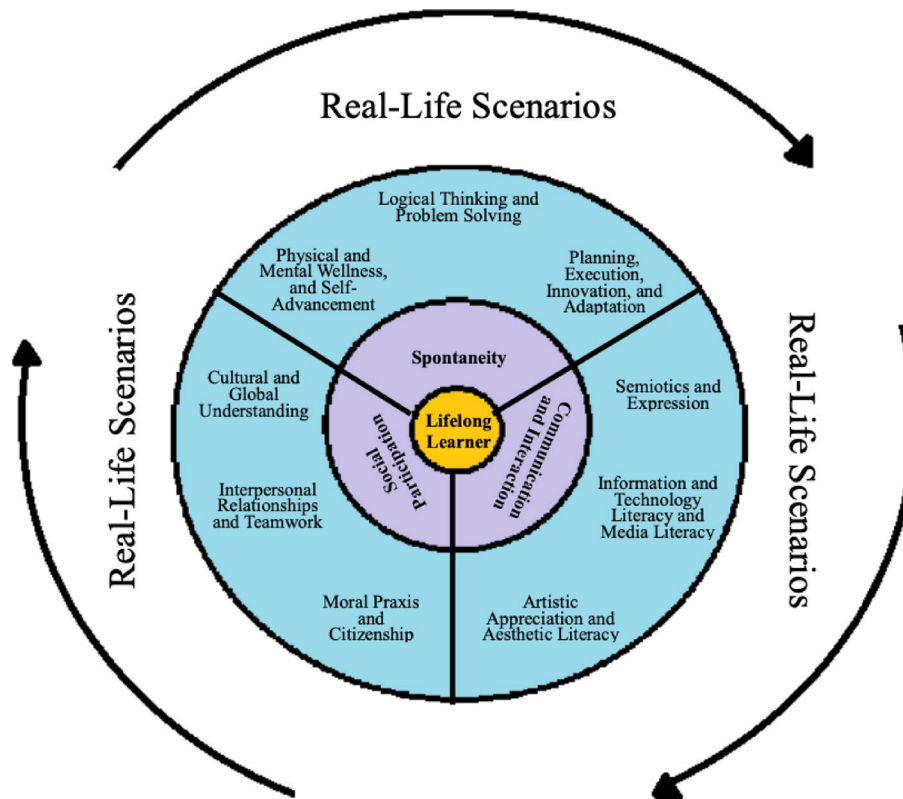 Real-Life Scenarios
Logical Thinking and
Problem Solving
Physical and
Mental Wellness,
and Self-
Advancement
Planning,
Execution,
Innovation, and
Adaptation
Spontaneity
Cultural and
Global
Understanding
Semiotics and
Expression
Lifelong
Learner
Social
Participation
Communication
and Interaction
Interpersonal
Relationships
and Teamwork
Information and
Technology
Literacy and
Media Literacy
Moral Praxis
and
Citizenship
Artistic
Appreciation and
Aesthetic Literacy
Real-Life Scenarios
Real-Life Scenarios